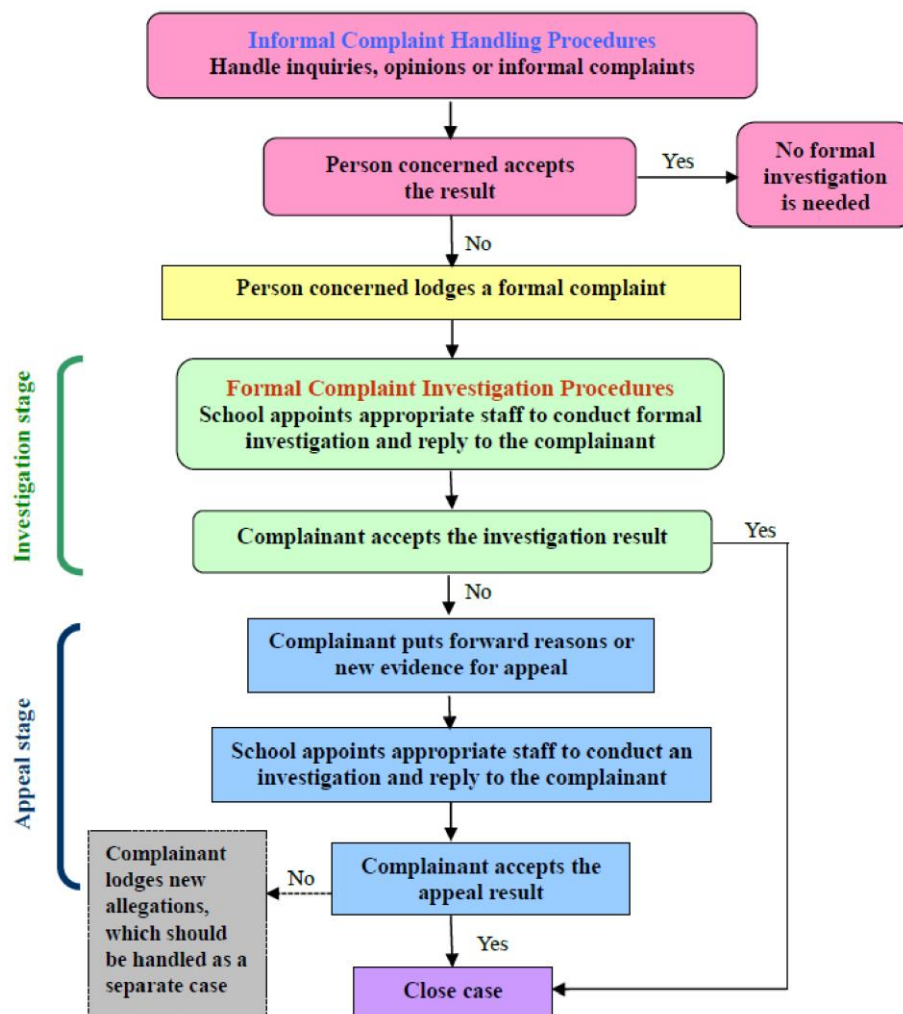 Informal Complaint Handling Procedures
Handle inquiries, opinions or informal complaints
Person concerned accepts
the result
Yes
No formal
investigation
is needed
No
Person concerned lodges a formal complaint
Investigation stage
Formal Complaint Investigation Procedures
School appoints appropriate staff to conduct formal
investigation and reply to the complainant
Complainant accepts the investigation result
Yes
No
Appeal stage
Complainant puts forward reasons or
new evidence for appeal
School appoints appropriate staff to conduct an
investigation and reply to the complainant
Complainant accepts the
appeal result
No
Complainant
lodges new
allegations,
which should
be handled as a
separate case
Yes
Close case